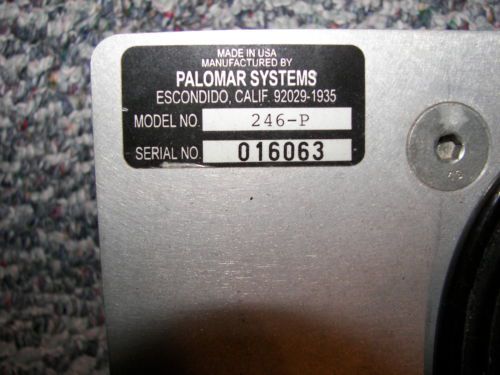 MADE IN USA
MANUFACTURED BY
PALOMAR SYSTEMS
ESCONDIDO, CALIF. 92029-1935
MODEL NO. 246-P
SERIAL NO. 016063